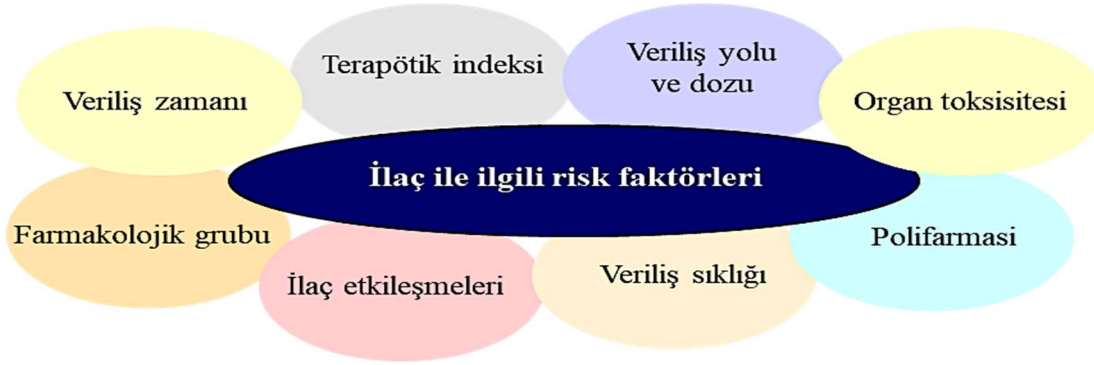 Veriliş zamanı
Terapötik indeksi
Veriliş yolu
ve dozu
Organ toksisitesi
İlaç ile ilgili risk faktörleri
Farmakolojik grubu
İlaç etkileşmeleri
Veriliş sıklığı
Polifarmasi